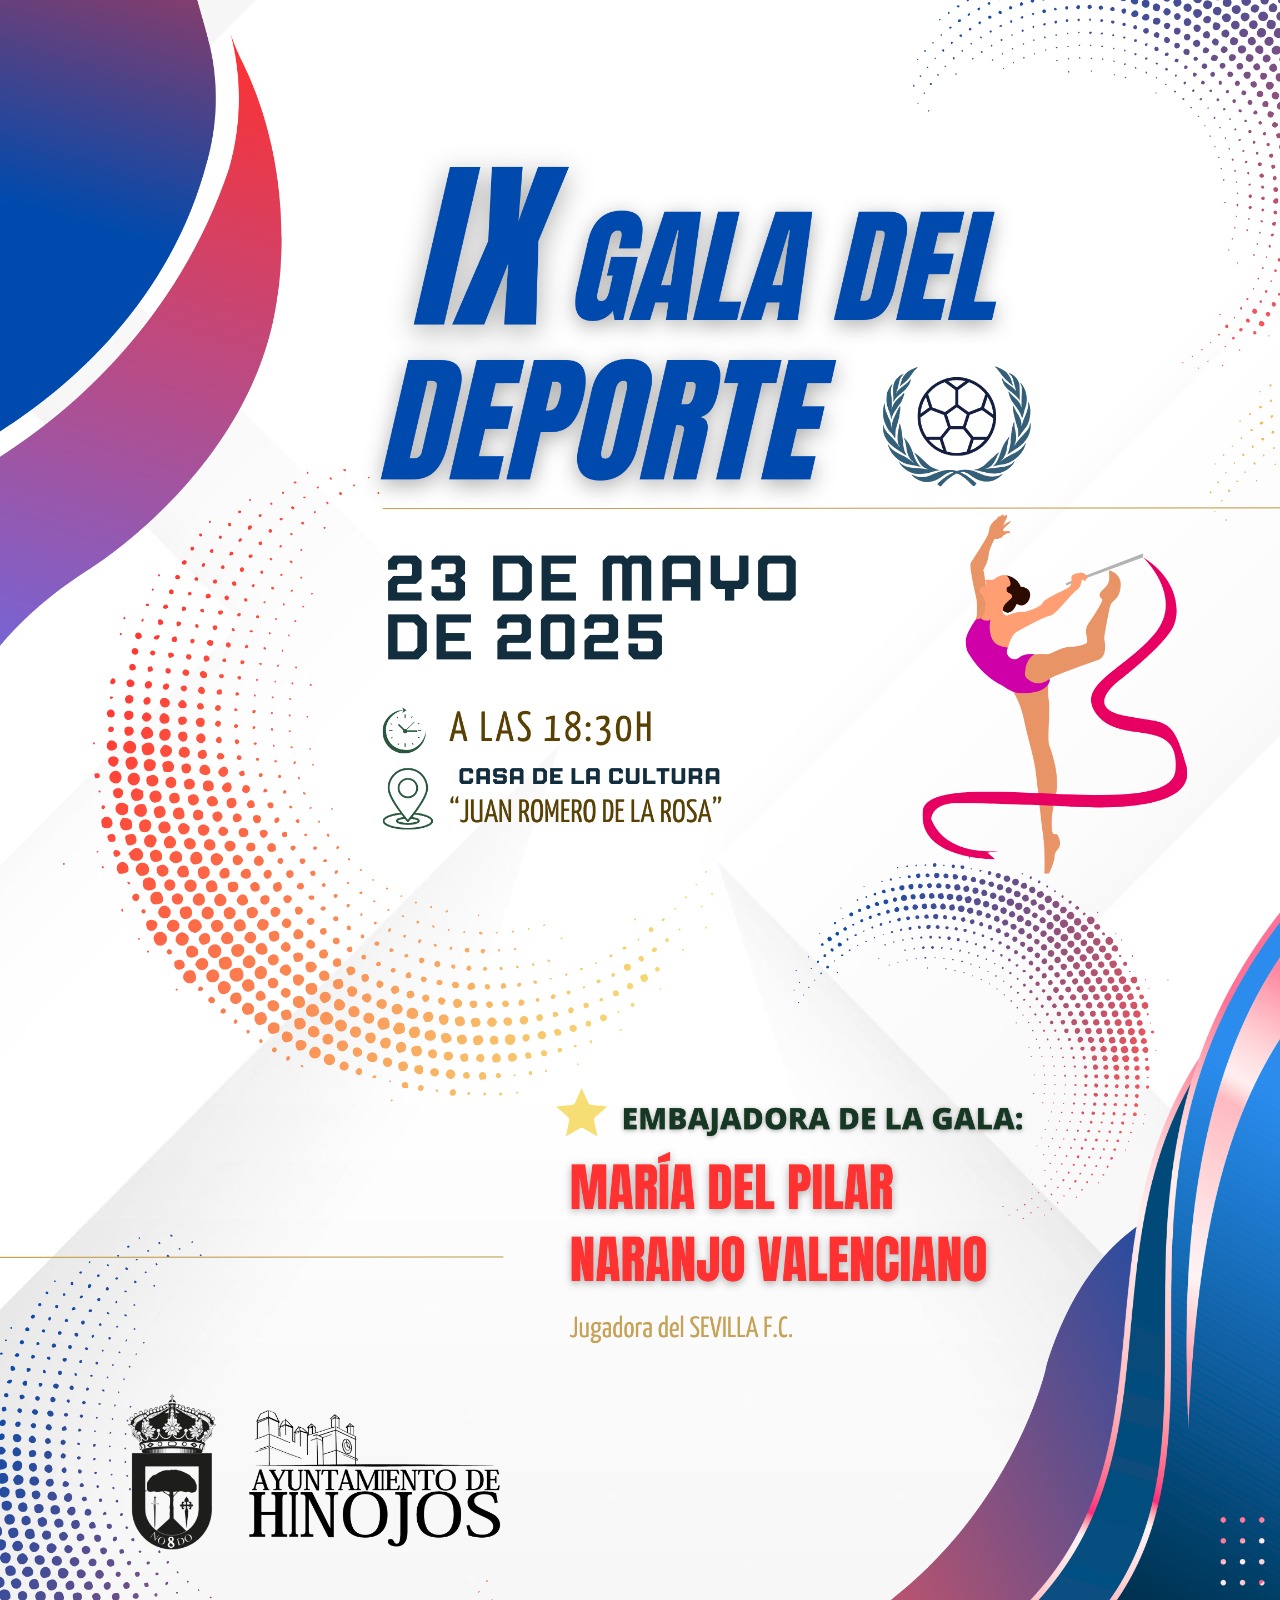 IX GALA DEL
DEPORTE
23 DE MAYO
DE 2025
A LAS 18:30H
CASA DE LA CULTURA
“JUAN ROMERO DE LA ROSA”
EMBAJADORA DE LA GALA:
MARÍA DEL PILAR
NARANJO VALENCIANO
Jugadora del SEVILLA F.C.
AYUNTAMIENTO DE
HINOJOS
NO8DO